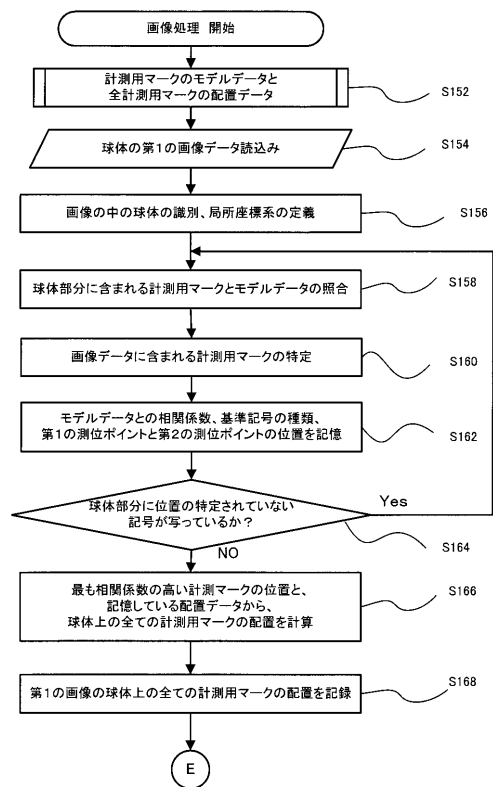 画像処理 開始
計測用マークのモデルデータと
全計測用マークの配置データ
S152
球体の第1の画像データ読込み
S154
画像の中の球体の識別、局所座標系の定義
S156
球体部分に含まれる計測用マークとモデルデータの照合
S158
画像データに含まれる計測用マークの特定
S160
モデルデータとの相関係数、基準記号の種類、
第1の測位ポイントと第2の測位ポイントの位置を記憶
S162
球体部分に位置の特定されていない
記号が写っているか?
Yes
S164
NO
最も相関係数の高い計測マークの位置と、
記憶している配置データから、
球体上の全ての計測用マークの配置を計算
S166
第1の画像の球体上の全ての計測用マークの配置を記録
S168
E